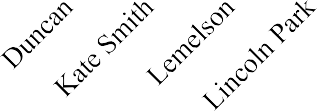 Duncan
Kate Smith
Lemelson
Lincoln Park